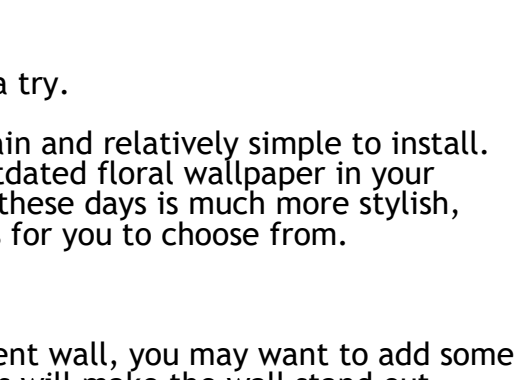 a try.
ain and relatively simple to install.
tdated floral wallpaper in your
these days is much more stylish,
s for you to choose from.
ent wall, you may want to add some
will make the wall stand out